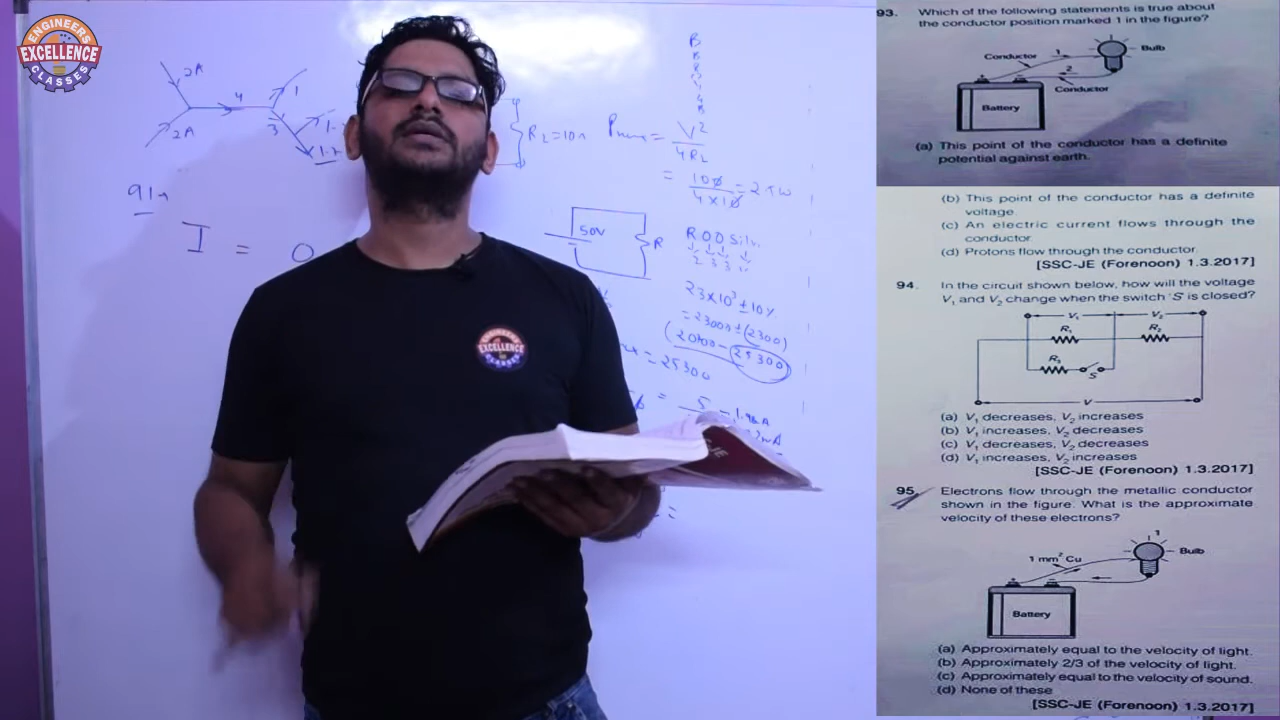 ENGINEERS
EXCELLENCE
CLASSES
2A
2A
4
1
3
91
I = 0
R_L=10Ω
Pmax = V²
4R_L
= 100
4×10
50V
R
ROO Silv.
2 3 3
23×10³±10%
=2300Ω±(2300)
25300
= 25300
= 5
ENGINEERS
EXCELLENCE
CLASSES
93. Which of the following statements is true about
the conductor position marked 1 in the figure?
Conductor 1
Bulb
2
Conductor
Battery
(a) This point of the conductor has a definite
potential against earth.
(b) This point of the conductor has a definite
voltage.
(c) An electric current flows through the
conductor
(d) Protons flow through the conductor.
[SSC-JE (Forenoon) 1.3.2017]
94. In the circuit shown below, how will the voltage
V₁ and V₂ change when the switch 'S' is closed?
V₁ V₂
R₁ R₂
R₃
S
V
(a) V₁ decreases, V₂ increases
(b) V₁ increases, V₂ decreases
(c) V₁ decreases, V₂ decreases
(d) V₁ increases, V₂ increases
[SSC-JE (Forenoon) 1.3.2017]
95. Electrons flow through the metallic conductor
shown in the figure. What is the approximate
velocity of these electrons?
1
1 mm² Cu
Bulb
Battery
(a) Approximately equal to the velocity of light.
(b) Approximately 2/3 of the velocity of light.
(c) Approximately equal to the velocity of sound.
(d) None of these
[SSC-JE (Forenoon) 1.3.2017]